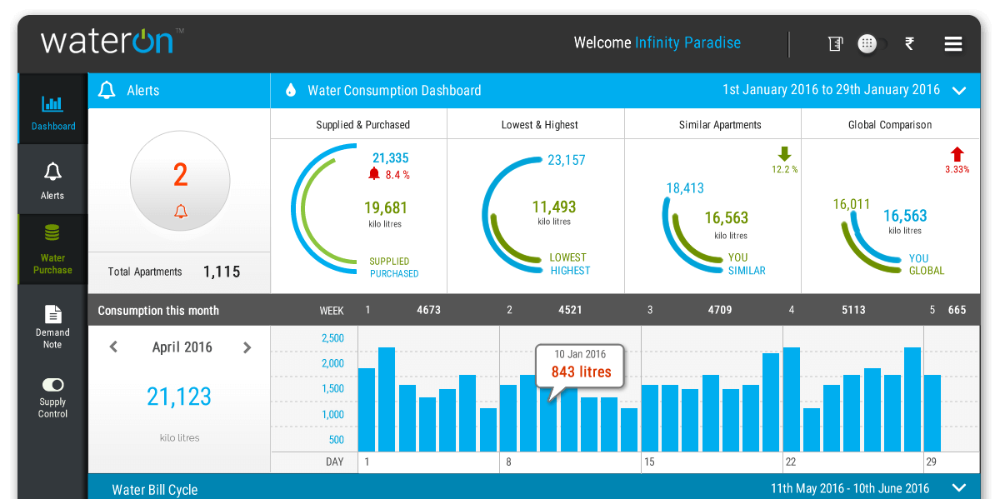 wateron™
Welcome Infinity Paradise
₹
Dashboard
Alerts
Water
Purchase
Demand
Note
Supply
Control
Alerts
2
Total Apartments 1,115
Water Consumption Dashboard
1st January 2016 to 29th January 2016
Supplied & Purchased
21,335
8.4 %
19,681
kilo litres
SUPPLIED
PURCHASED
Lowest & Highest
23,157
11,493
kilo litres
LOWEST
HIGHEST
Similar Apartments
12.2 %
18,413
16,563
kilo litres
YOU
SIMILAR
Global Comparison
3.33%
16,011
16,563
kilo litres
YOU
GLOBAL
Consumption this month
WEEK 1 4673 2 4521 3 4709 4 5113 5 665
April 2016
21,123
kilo litres
2,500
2,000
1,500
1,000
500
10 Jan 2016
843 litres
DAY 1 8 15 22 29
Water Bill Cycle
11th May 2016 - 10th June 2016